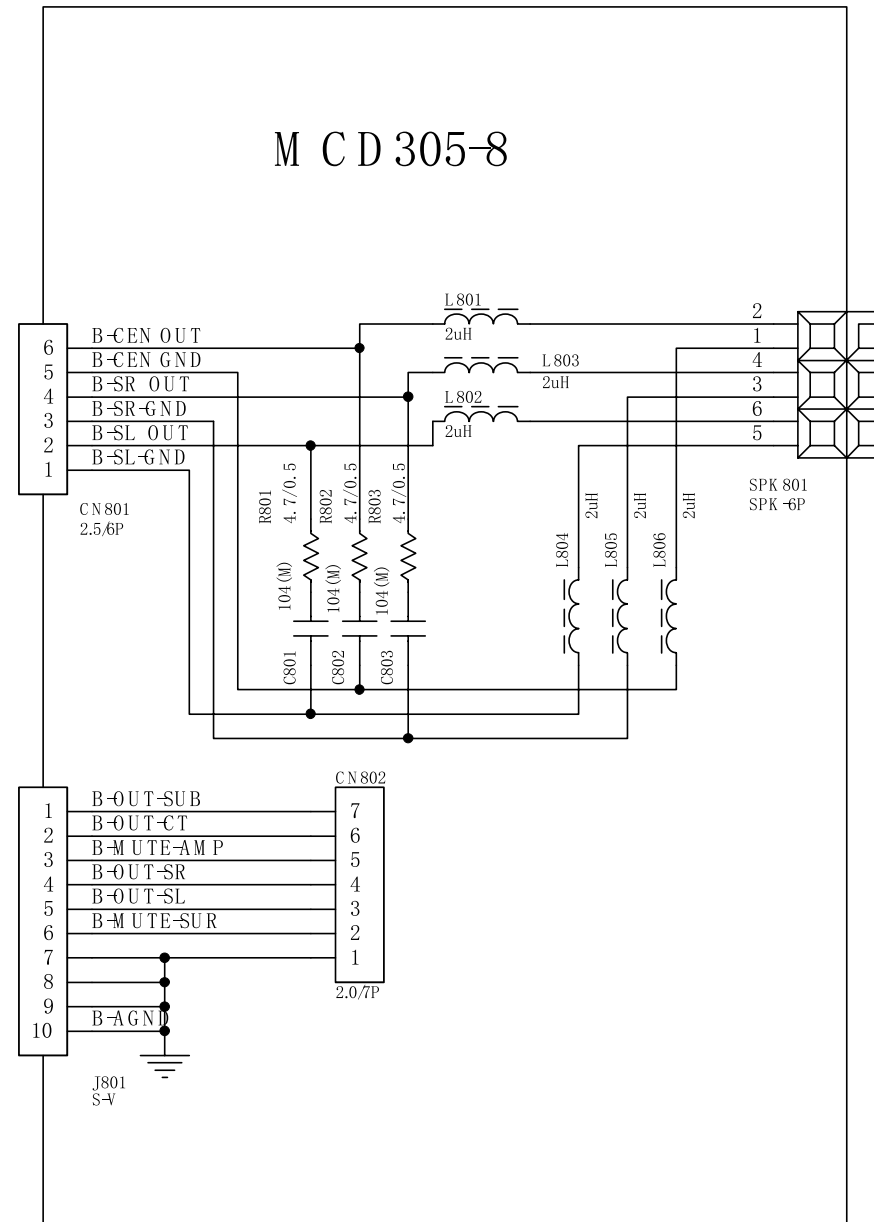 MCD305-8
L801
2uH
L803
2uH
L802
2uH
2
1
4
3
6
5
SPK801
SPK-6P
6 B-CEN OUT
5 B-CEN GND
4 B-SR OUT
3 B-SR-GND
2 B-SL OUT
1 B-SL-GND
CN801
2.5/6P
R801
4.7/0.5
R802
4.7/0.5
R803
4.7/0.5
104(M)
104(M)
104(M)
C801
C802
C803
L804
2uH
L805
2uH
L806
2uH
CN802
1 B-OUT-SUB 7
2 B-OUT-CT 6
3 B-MUTE-AMP 5
4 B-OUT-SR 4
5 B-OUT-SL 3
6 B-MUTE-SUR 2
7 1
8
9
10 B-AGND
2.0/7P
J801
S-V